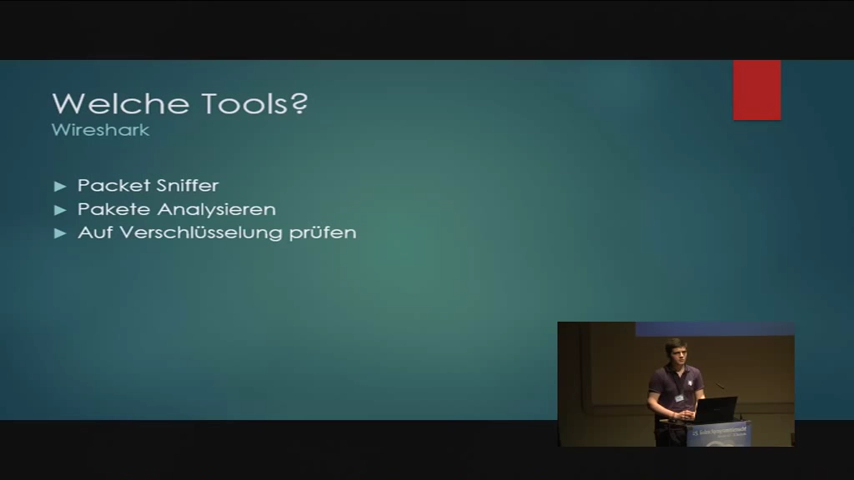 Welche Tools?
Wireshark
► Packet Sniffer
► Pakete Analysieren
► Auf Verschlüsselung prüfen